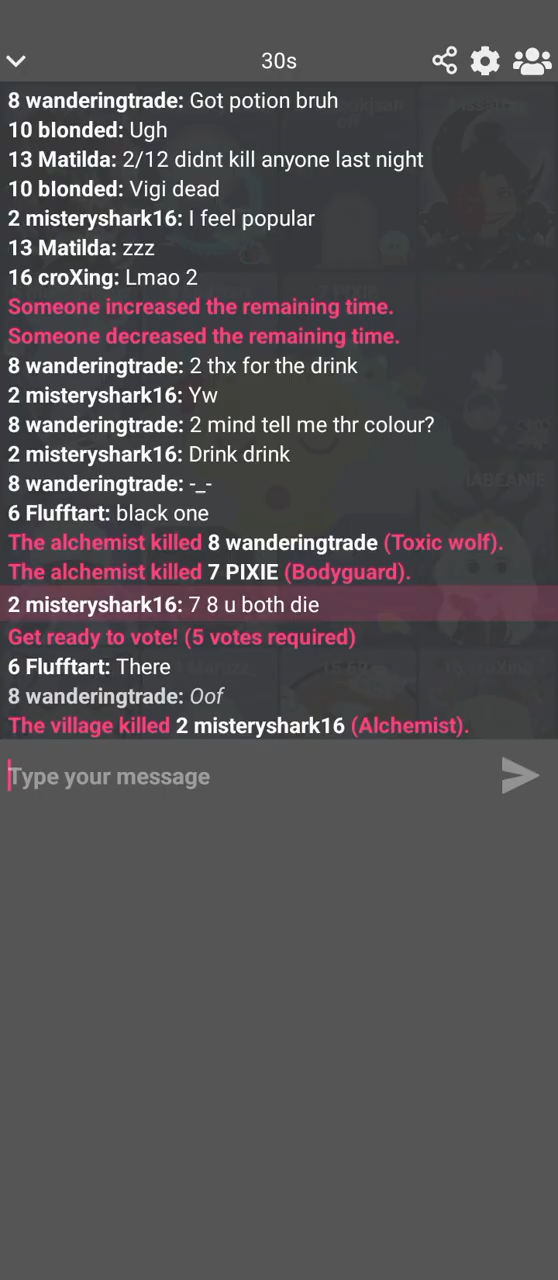 30s
8 wanderingtrade: Got potion bruh
10 blonded: Ugh
13 Matilda: 2/12 didnt kill anyone last night
10 blonded: Vigi dead
2 misteryshark16: I feel popular
13 Matilda: zzz
16 croXing: Lmao 2
Someone increased the remaining time.
Someone decreased the remaining time.
8 wanderingtrade: 2 thx for the drink
2 misteryshark16: Yw
8 wanderingtrade: 2 mind tell me thr colour?
2 misteryshark16: Drink drink
8 wanderingtrade: -_-
6 Flufftart: black one
The alchemist killed 8 wanderingtrade (Toxic wolf).
The alchemist killed 7 PIXIE (Bodyguard).
2 misteryshark16: 7 8 u both die
Get ready to vote! (5 votes required)
6 Flufftart: There
8 wanderingtrade: Oof
The village killed 2 misteryshark16 (Alchemist).
Type your message